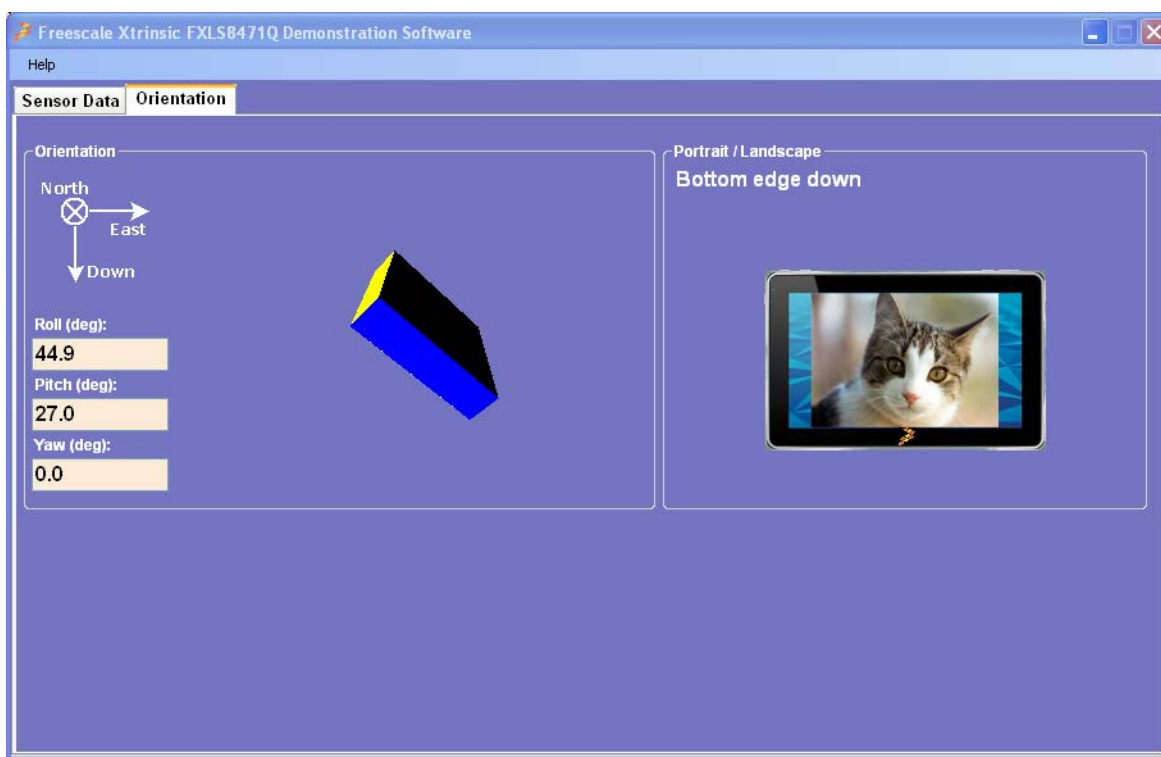 Freescale Xtrinsic FXLS8471Q Demonstration Software
Help
Sensor Data
Orientation
Orientation
North
East
Down
Roll (deg):
44.9
Pitch (deg):
27.0
Yaw (deg):
0.0
Portrait / Landscape
Bottom edge down